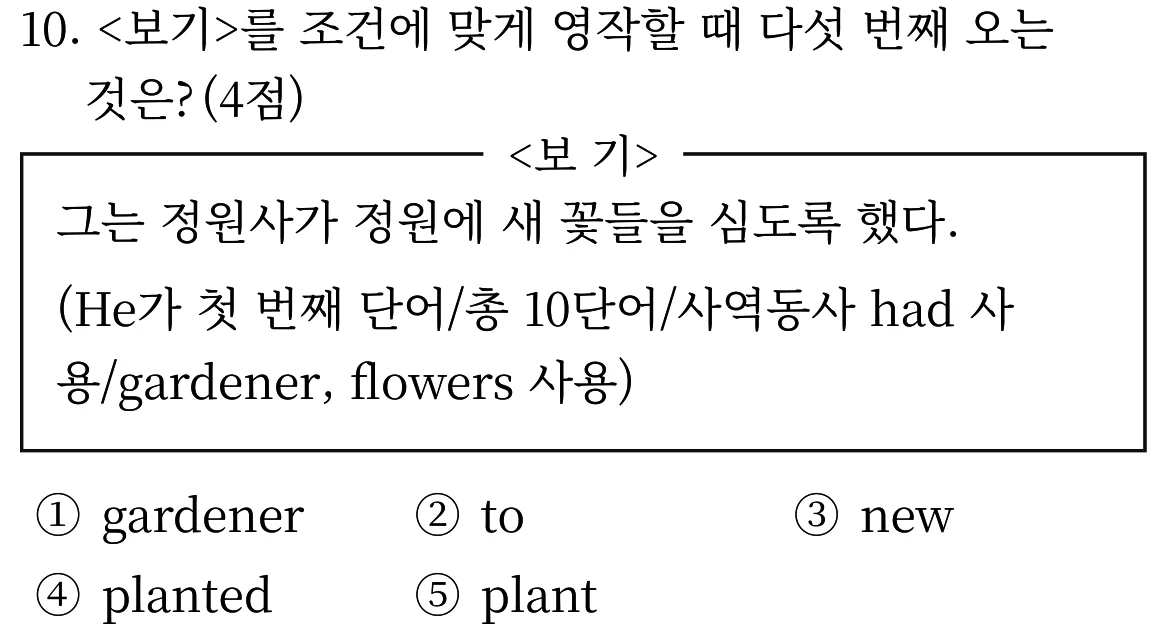 10. <보기>를 조건에 맞게 영작할 때 다섯 번째 오는
것은?(4점)
<보 기>
그는 정원사가 정원에 새 꽃들을 심도록 했다.
(He가 첫 번째 단어/총 10단어/사역동사 had 사
용/gardener, flowers 사용)
① gardener ② to ③ new
④ planted ⑤ plant